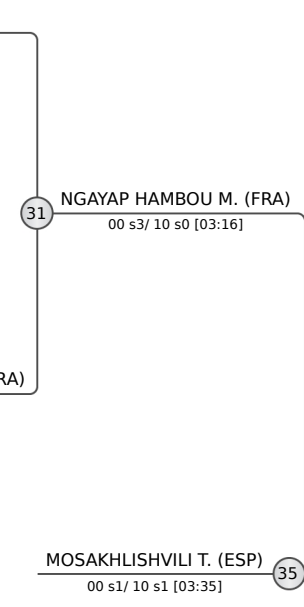 NGAYAP HAMBOU M. (FRA)
31
00 s3/ 10 s0 [03:16]
RA)
MOSAKHLISHVILI T. (ESP)
35
00 s1/ 10 s1 [03:35]